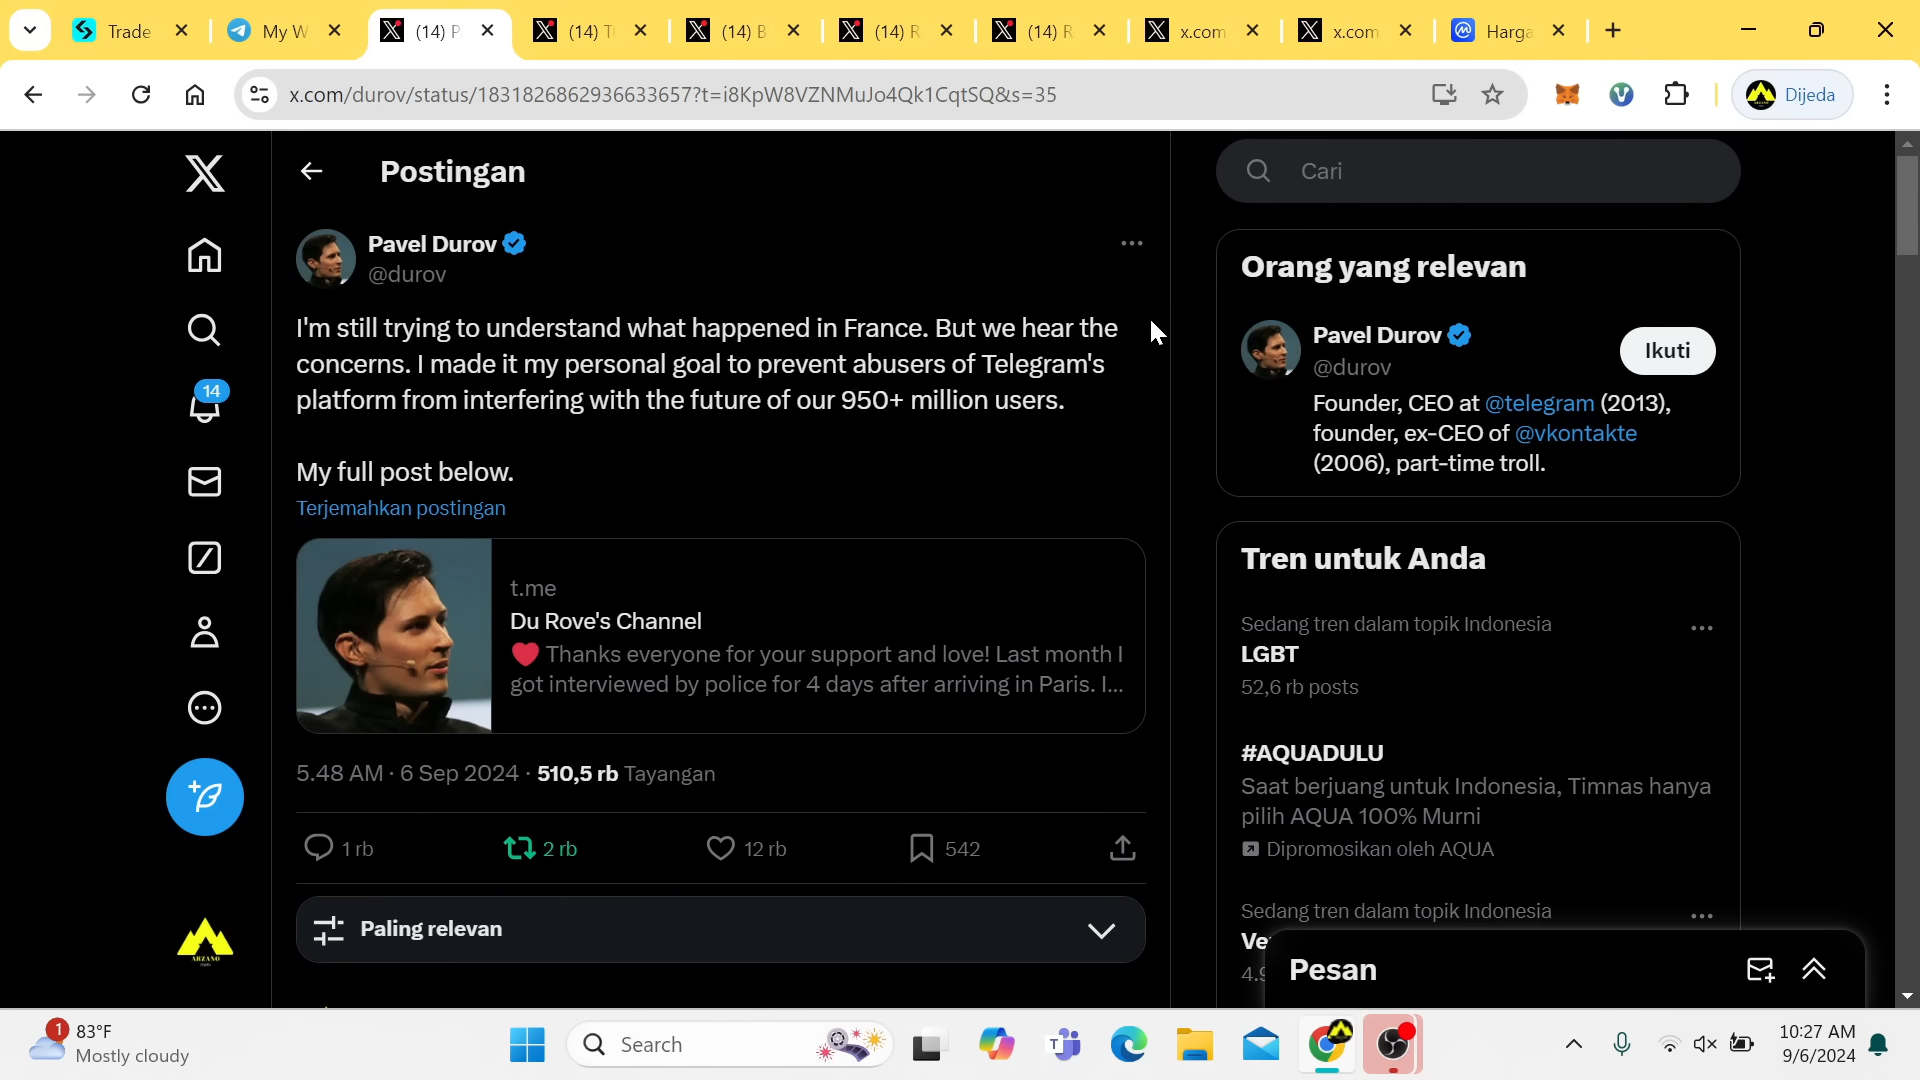 Trade
My W
(14) P
(14) T
(14) B
(14) R
(14) R
x.com
x.com
Harga
x.com/durov/status/1831826862936633657?t=i8KpW8VZNMuJo4Qk1CqtSQ&s=35
Dijeda
Postingan
Cari
Pavel Durov
@durov
I'm still trying to understand what happened in France. But we hear the
concerns. I made it my personal goal to prevent abusers of Telegram's
platform from interfering with the future of our 950+ million users.
My full post below.
Terjemahkan postingan
t.me
Du Rove's Channel
❤️ Thanks everyone for your support and love! Last month I
got interviewed by police for 4 days after arriving in Paris. I...
5.48 AM · 6 Sep 2024 · 510,5 rb Tayangan
1 rb
2 rb
12 rb
542
Paling relevan
14
ARZANO
Orang yang relevan
Pavel Durov
@durov
Ikuti
Founder, CEO at @telegram (2013),
founder, ex-CEO of @vkontakte
(2006), part-time troll.
Tren untuk Anda
Sedang tren dalam topik Indonesia
LGBT
52,6 rb posts
#AQUADULU
Saat berjuang untuk Indonesia, Timnas hanya
pilih AQUA 100% Murni
Dipromosikan oleh AQUA
Sedang tren dalam topik Indonesia
Ve
4.9
Pesan
1
83°F
Mostly cloudy
Search
10:27 AM
9/6/2024